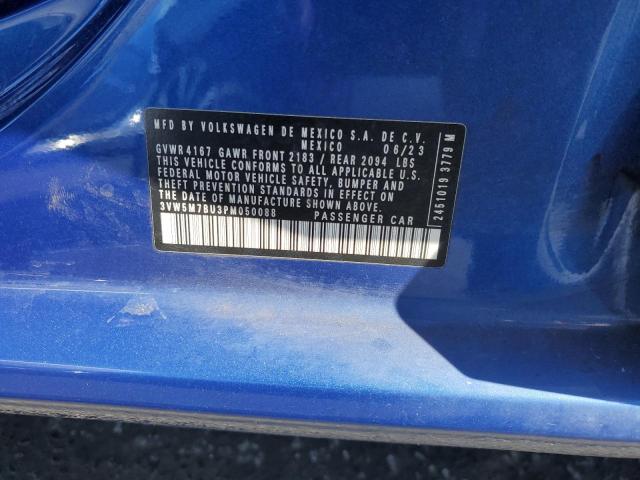 MFD BY VOLKSWAGEN DE MEXICO S.A. DE C.V.
MEXICO 06/23
GVWR 4167 GAWR FRONT 2183 / REAR 2094 LBS
THIS VEHICLE CONFORMS TO ALL APPLICABLE U.S.
FEDERAL MOTOR VEHICLE SAFETY, BUMPER AND
THEFT PREVENTION STANDARDS IN EFFECT ON
THE DATE OF MANUFACTURE SHOWN ABOVE.
3VW5M7BU3PM050088 PASSENGER CAR
2451019 3779 M